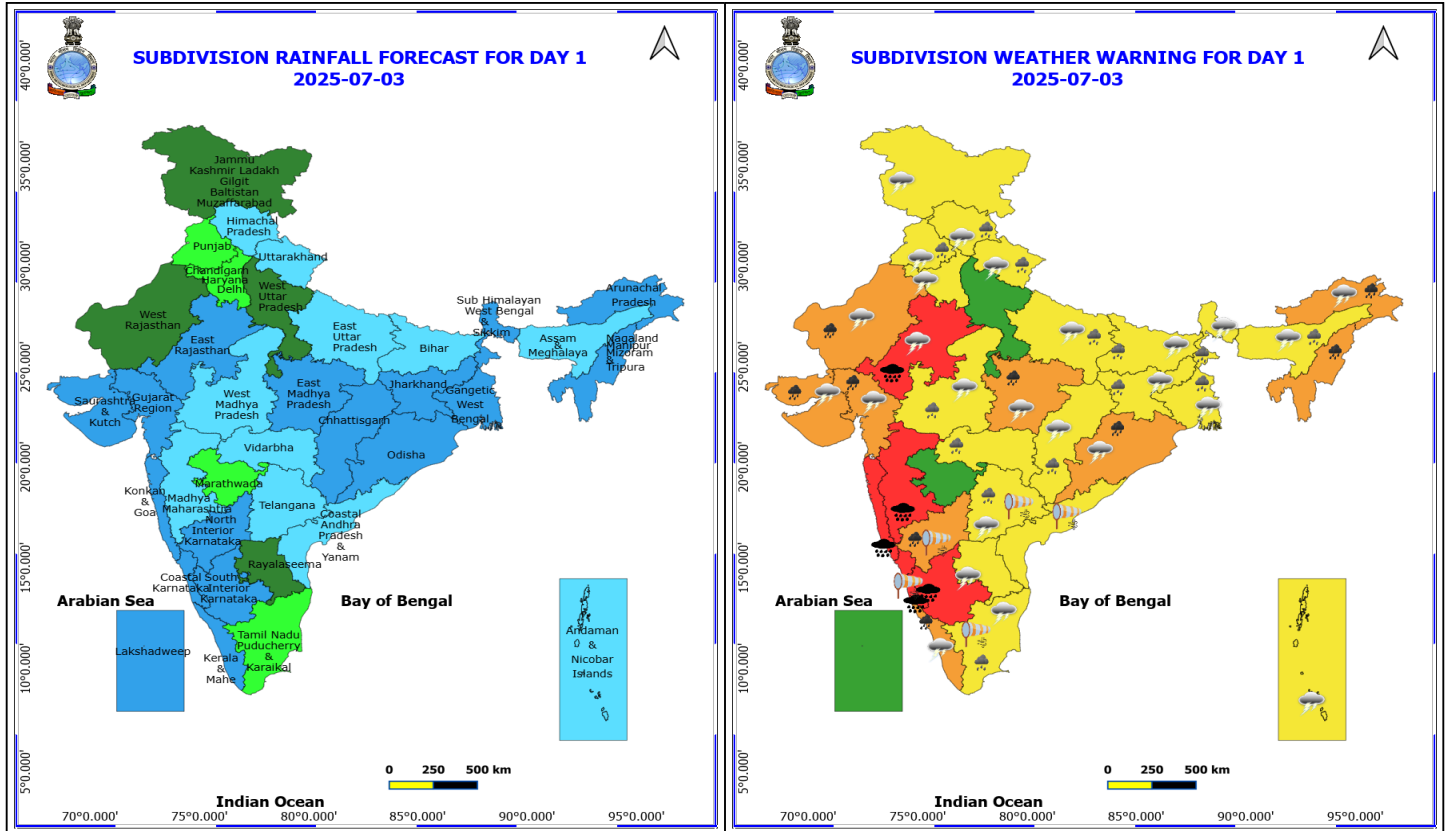 SUBDIVISION RAINFALL FORECAST FOR DAY 1
2025-07-03
40°0.000'
35°0.000'
30°0.000'
25°0.000'
20°0.000'
15°0.000'
10°0.000'
5°0.000'
Jammu
Kashmir Ladakh
Gilgit
Baltistan
Muzaffarabad
Himachal
Pradesh
Punjab
Uttarakhand
Chandigarh
Haryana
Delhi
West
Uttar
Pradesh
West
Rajasthan
East
Rajasthan
East
Uttar
Pradesh
Bihar
Sub Himalayan
West Bengal
&
Sikkim
Arunachal
Pradesh
Assam
&
Meghalaya
Nagaland
Manipur
Mizoram
&
Tripura
Saurashtra
&
Kutch
Gujarat
Region
West
Madhya
Pradesh
East
Madhya
Pradesh
Jharkhand
Gangetic
West
Bengal
Chhattisgarh
Odisha
Vidarbha
Marathwada
Konkan
&
Goa
Madhya
Maharashtra
Telangana
North
Interior
Karnataka
Coastal
Andhra
Pradesh
&
Yanam
Rayalaseema
Coastal
Karnataka
South
Interior
Karnataka
Tamil Nadu
Puducherry
&
Karaikal
Kerala
&
Mahe
Lakshadweep
Andaman
&
Nicobar
Islands
Arabian Sea
Bay of Bengal
Indian Ocean
0 250 500 km
70°0.000' 75°0.000' 80°0.000' 85°0.000' 90°0.000' 95°0.000'
SUBDIVISION WEATHER WARNING FOR DAY 1
2025-07-03
40°0.000'
35°0.000'
30°0.000'
25°0.000'
20°0.000'
15°0.000'
10°0.000'
5°0.000'
Arabian Sea
Bay of Bengal
Indian Ocean
0 250 500 km
70°0.000' 75°0.000' 80°0.000' 85°0.000' 90°0.000' 95°0.000'